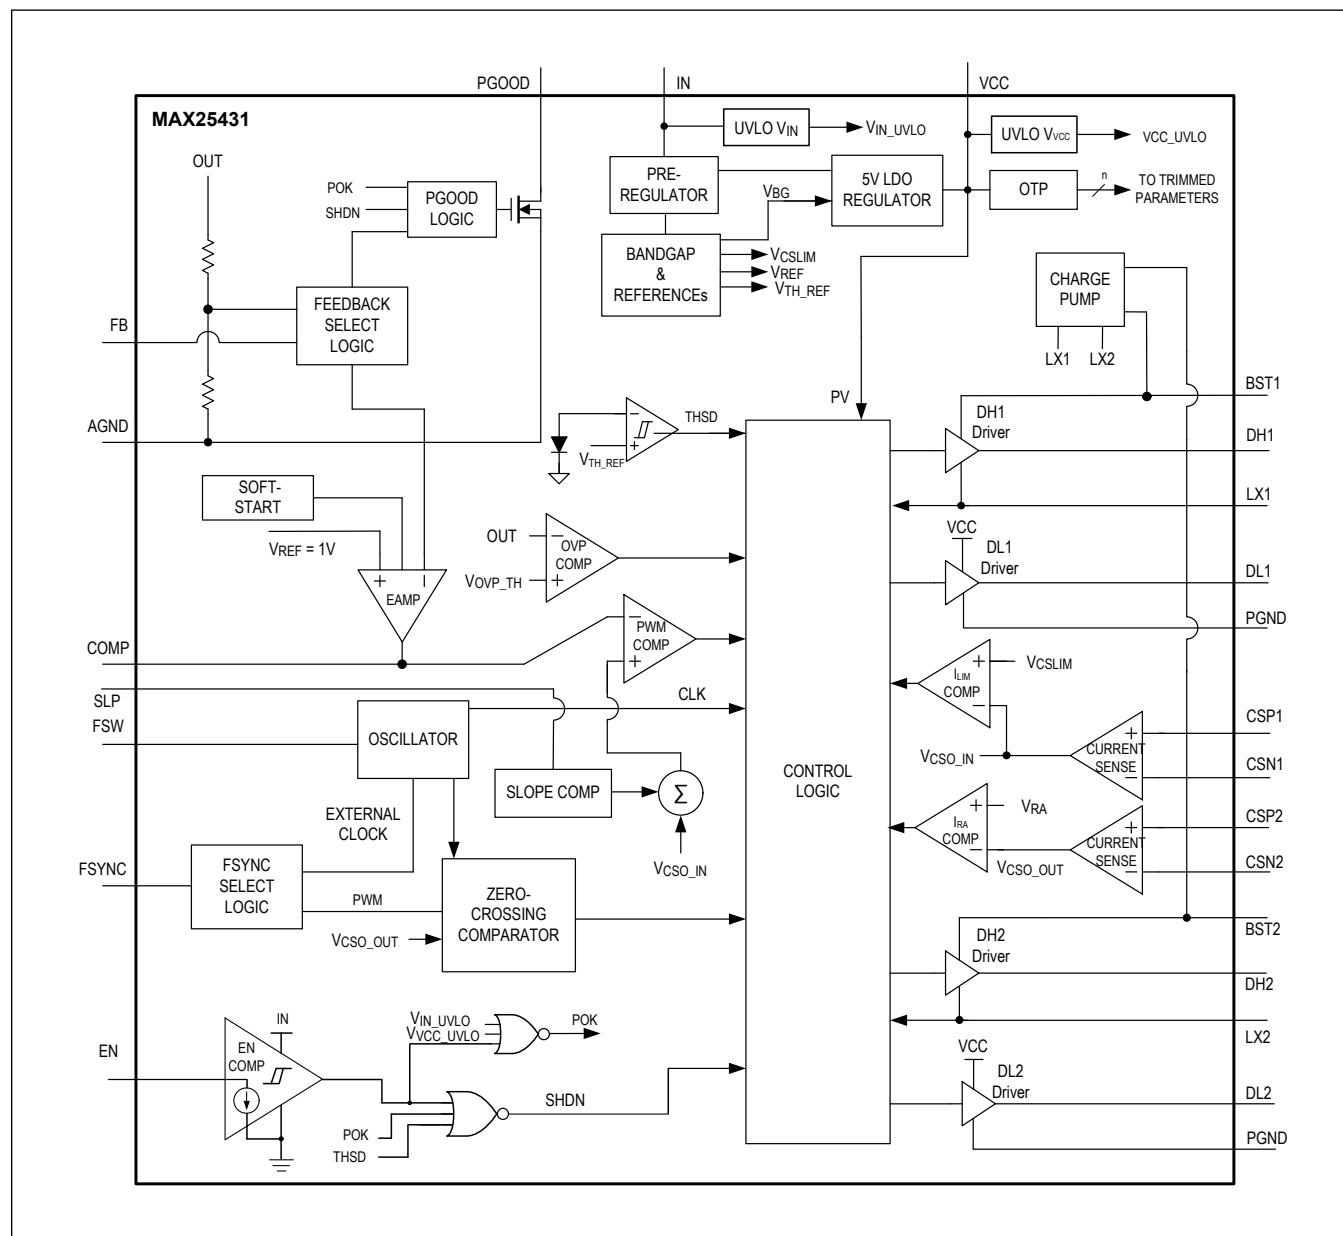 PGOOD
IN
VCC
MAX25431
OUT
POK
SHDN
PGOOD
LOGIC
UVLO VIN
VIN_UVLO
UVLO VVCC
VCC_UVLO
PRE-
REGULATOR
5V LDO
REGULATOR
VBG
OTP
n
TO TRIMMED
PARAMETERS
BANDGAP
&
REFERENCEs
VCSLIM
VREF
VTH_REF
CHARGE
PUMP
LX1
LX2
FEEDBACK
SELECT
LOGIC
FB
AGND
PV
BST1
DH1
Driver
DH1
LX1
THSD
−
+
VTH_REF
SOFT-
START
VREF = 1V
+
−
EAMP
OUT
−
OVP
COMP
VOVP_TH
+
VCC
DL1
Driver
DL1
PGND
COMP
−
PWM
COMP
+
SLP
FSW
CLK
OSCILLATOR
SLOPE COMP
Σ
VCSO_IN
CONTROL
LOGIC
+
VCSLIM
ILIM
COMP
−
VCSO_IN
+
CURRENT
SENSE
−
CSP1
CSN1
+
VRA
IRA
COMP
−
VCSO_OUT
+
CURRENT
SENSE
−
CSP2
CSN2
EXTERNAL
CLOCK
FSYNC
FSYNC
SELECT
LOGIC
PWM
VCSO_OUT
ZERO-
CROSSING
COMPARATOR
BST2
DH2
Driver
DH2
LX2
EN
IN
EN
COMP
VIN_UVLO
VVCC_UVLO
POK
SHDN
POK
THSD
VCC
DL2
Driver
DL2
PGND